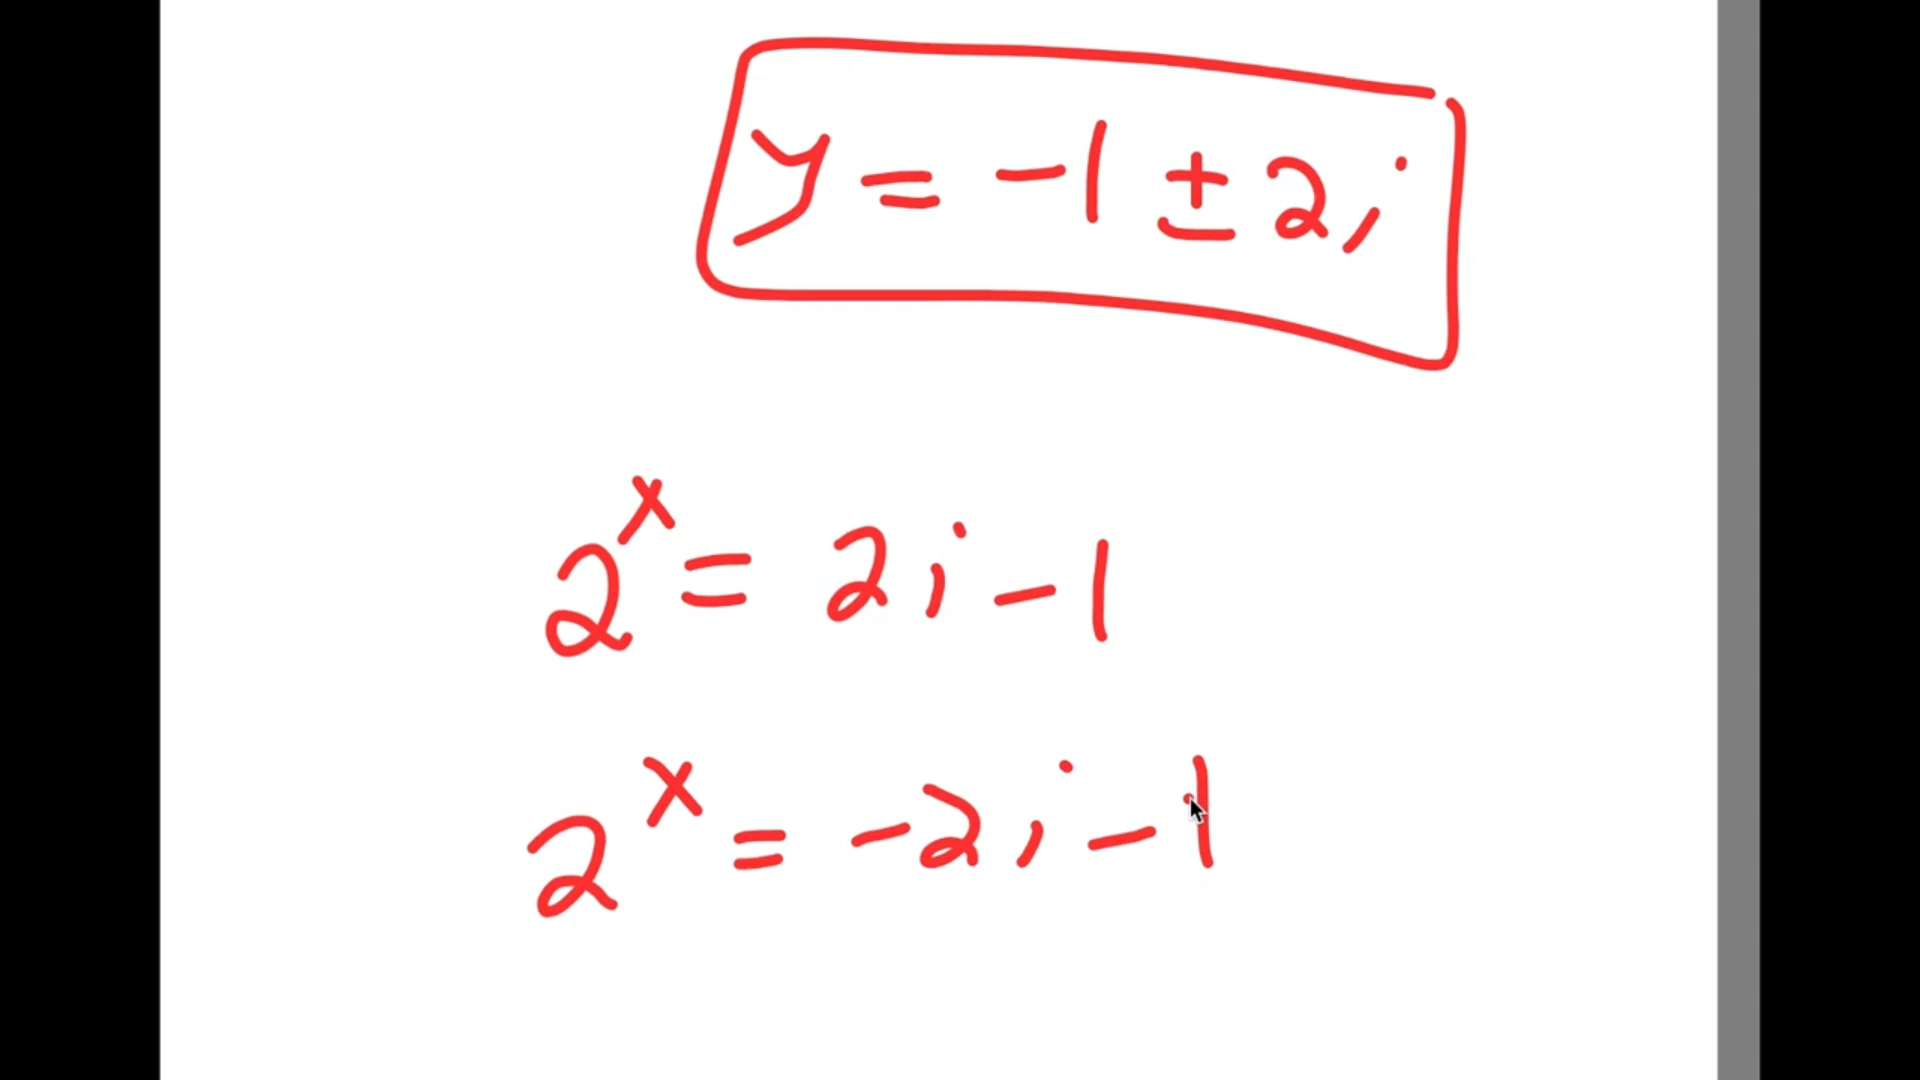 y = -1 ± 2i
2^x = 2i - 1
2^x = -2i - 1